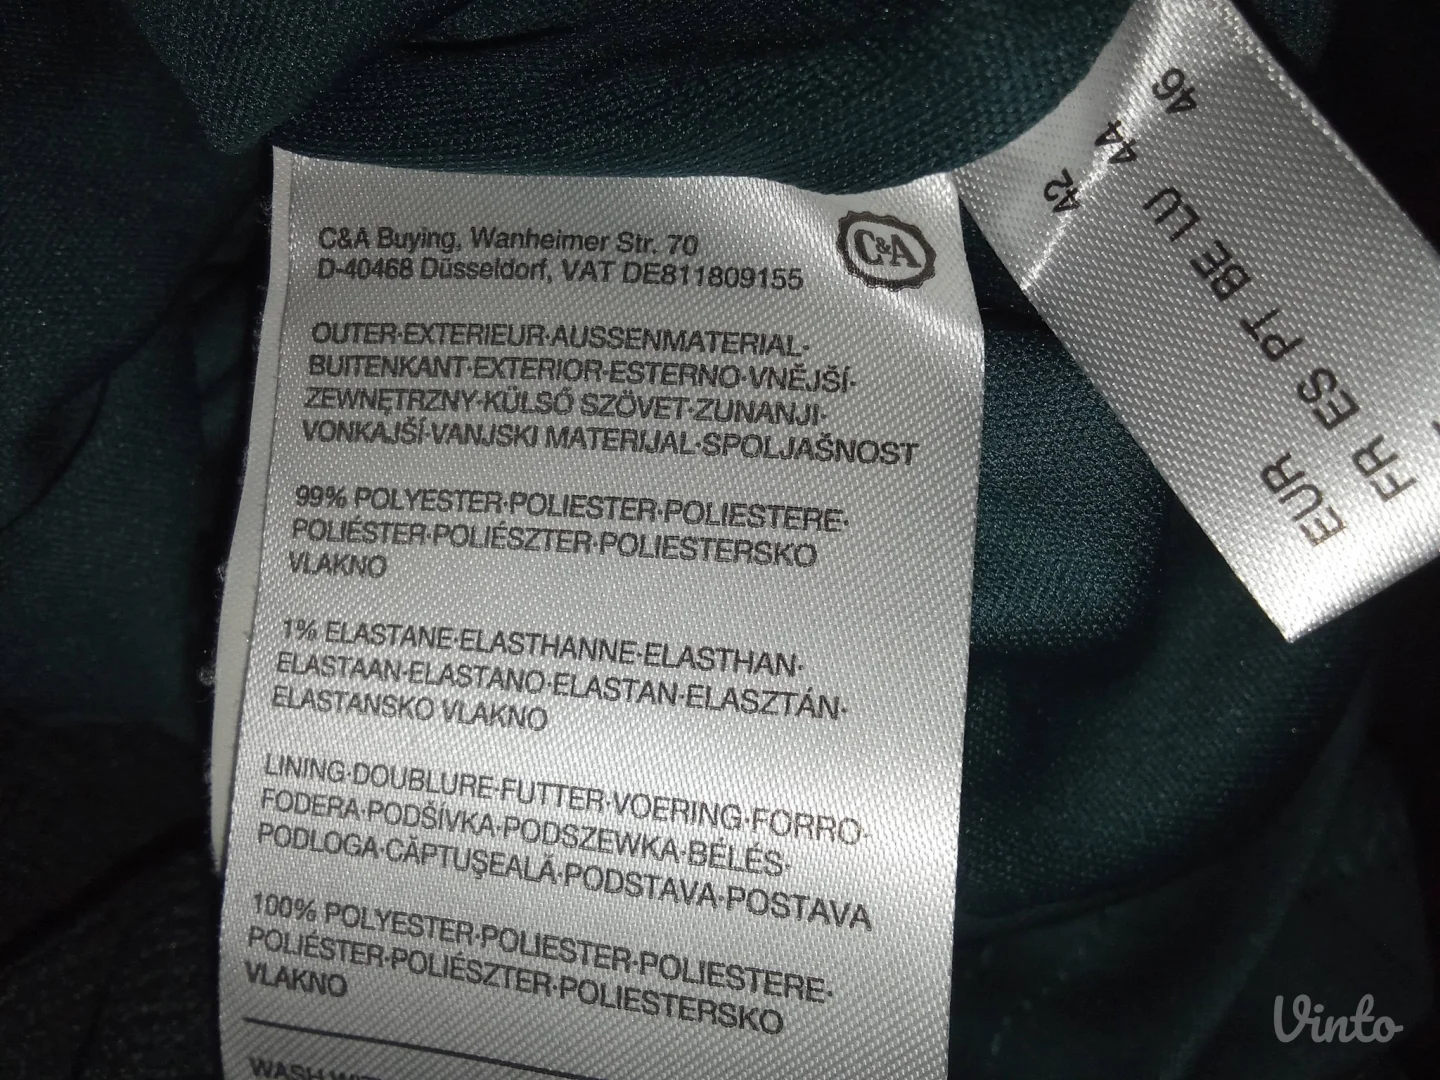 C&A Buying, Wanheimer Str. 70
D-40468 Düsseldorf, VAT DE811809155
C&A
OUTER·EXTERIEUR·AUSSENMATERIAL·
BUITENKANT·EXTERIOR·ESTERNO·VNĚJŠÍ·
ZEWNĘTRZNY·KÜLSŐ SZÖVET·ZUNANJI·
VONKAJŠÍ·VANJSKI MATERIJAL·SPOLJAŠNOST
99% POLYESTER·POLIESTER·POLIESTERE·
POLIÉSTER·POLIÉSZTER·POLIESTERSKO
VLAKNO
1% ELASTANE·ELASTHANNE·ELASTHAN·
ELASTAAN·ELASTANO·ELASTAN·ELASZTÁN·
ELASTANSKO VLAKNO
LINING·DOUBLURE·FUTTER·VOERING·FORRO·
FODERA·PODŠÍVKA·PODSZEWKA·BÉLÉS·
PODLOGA·CĂPTUŞEALĂ·PODSTAVA·POSTAVA
100% POLYESTER·POLIESTER·POLIESTERE·
POLIÉSTER·POLIÉSZTER·POLIESTERSKO
VLAKNO
WASH
EUR 42
FR ES PT BE LU 44
46
Vinto